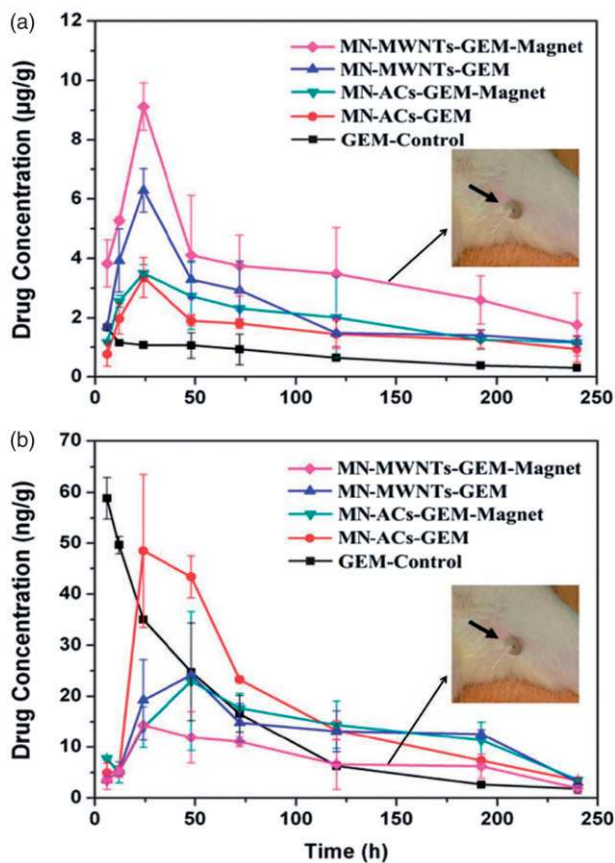 (a)
12
10
8
6
4
2
0
Drug Concentration (µg/g)
MN-MWNTs-GEM-Magnet
MN-MWNTs-GEM
MN-ACs-GEM-Magnet
MN-ACs-GEM
GEM-Control
0 50 100 150 200 250
(b)
70
60
50
40
30
20
10
0
Drug Concentration (ng/g)
MN-MWNTs-GEM-Magnet
MN-MWNTs-GEM
MN-ACs-GEM-Magnet
MN-ACs-GEM
GEM-Control
0 50 100 150 200 250
Time (h)